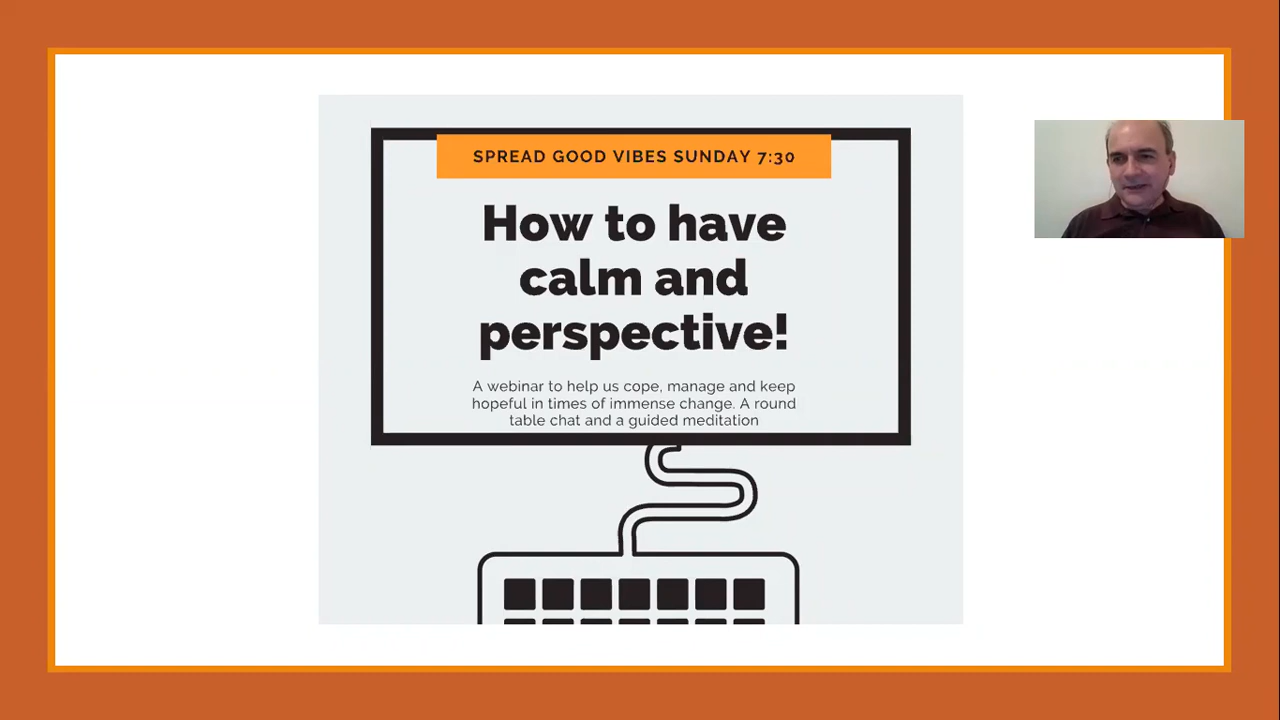 SPREAD GOOD VIBES SUNDAY 7:30
How to have
calm and
perspective!
A webinar to help us cope, manage and keep
hopeful in times of immense change. A round
table chat and a guided meditation